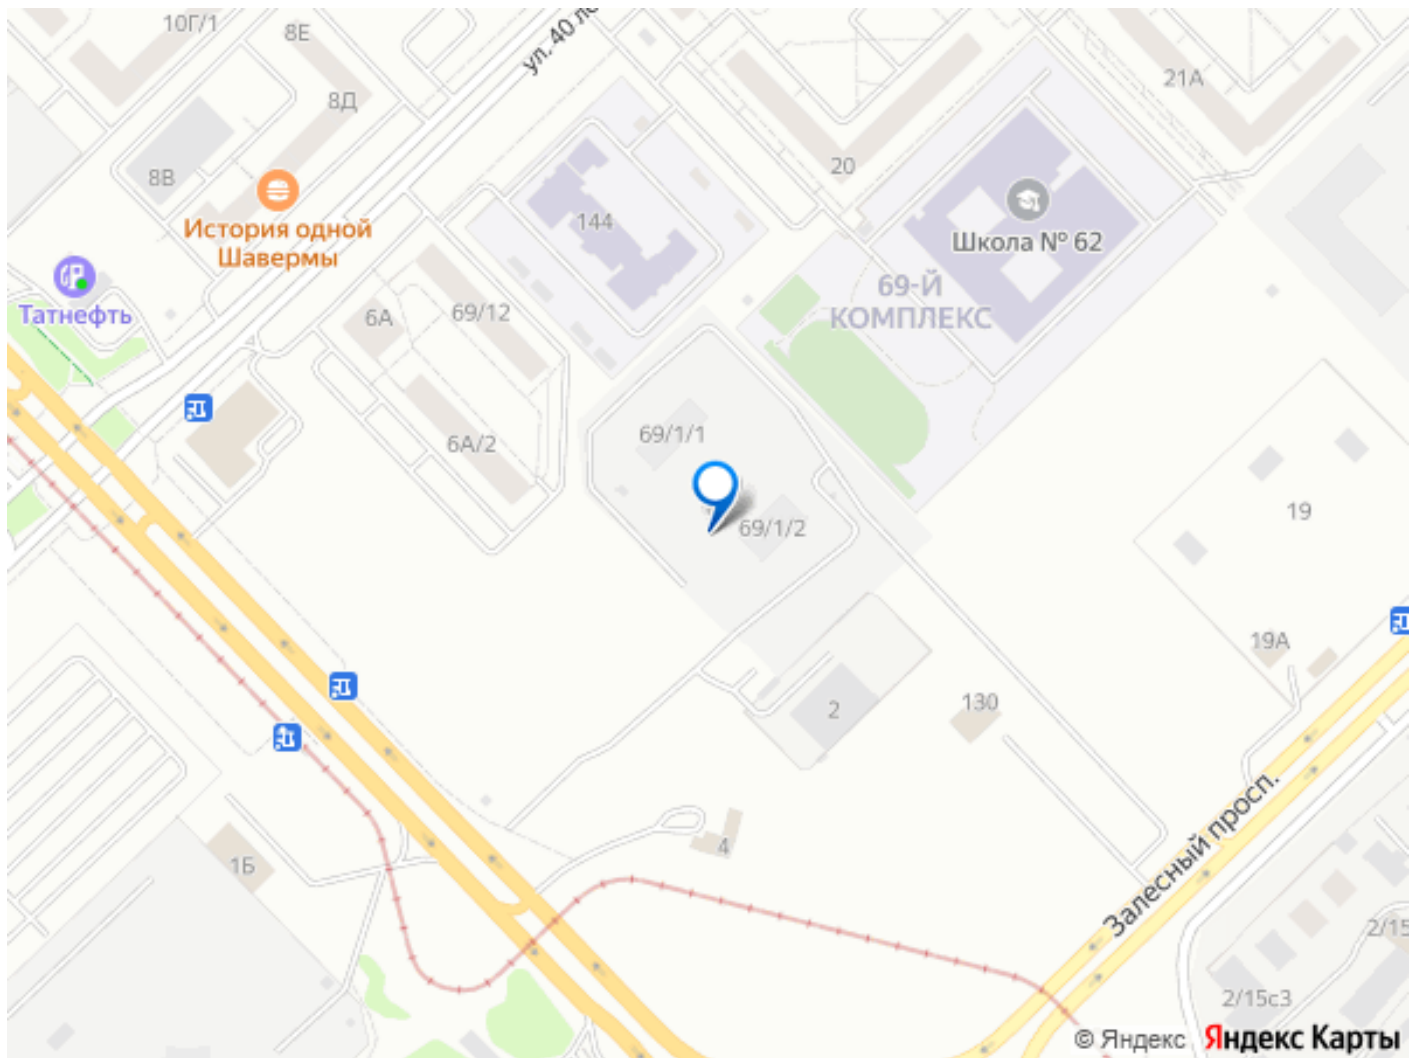 10Г/1
8Е
ул. 40 ле
21А
8Д
20
8В
144
Школа № 62
История одной
Шавермы
69-Й
КОМПЛЕКС
Татнефть
6А
69/12
69/1/1
6А/2
19
69/1/2
19А
130
2
4
1Б
Залесный просп.
2/15
2/15с3
© Яндекс Яндекс Карты